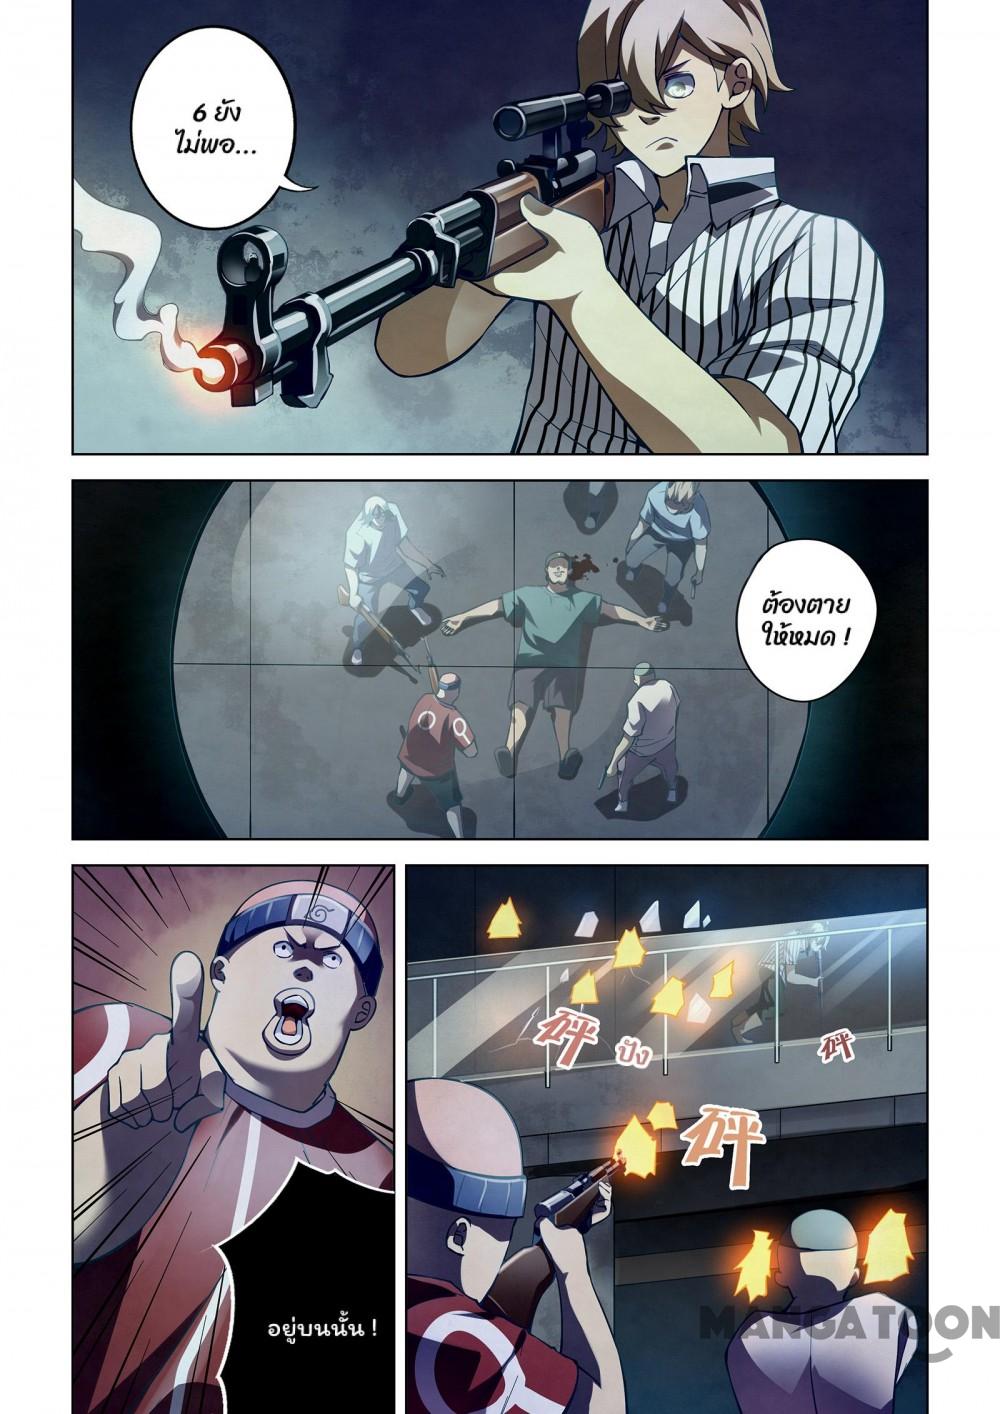 6 ยัง
ไม่พอ...
ต้องตาย
ให้หมด !
砰
ปัง
砰
砰
อยู่บนนั้น !
MANGATOON